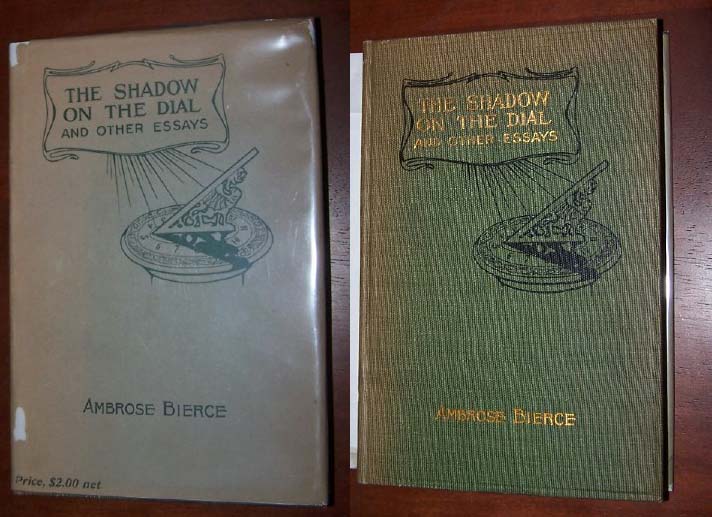 THE SHADOW
ON THE DIAL
AND OTHER ESSAYS
AMBROSE BIERCE
Price, $2.00 net
THE SHADOW
ON THE DIAL
AND OTHER ESSAYS
AMBROSE BIERCE